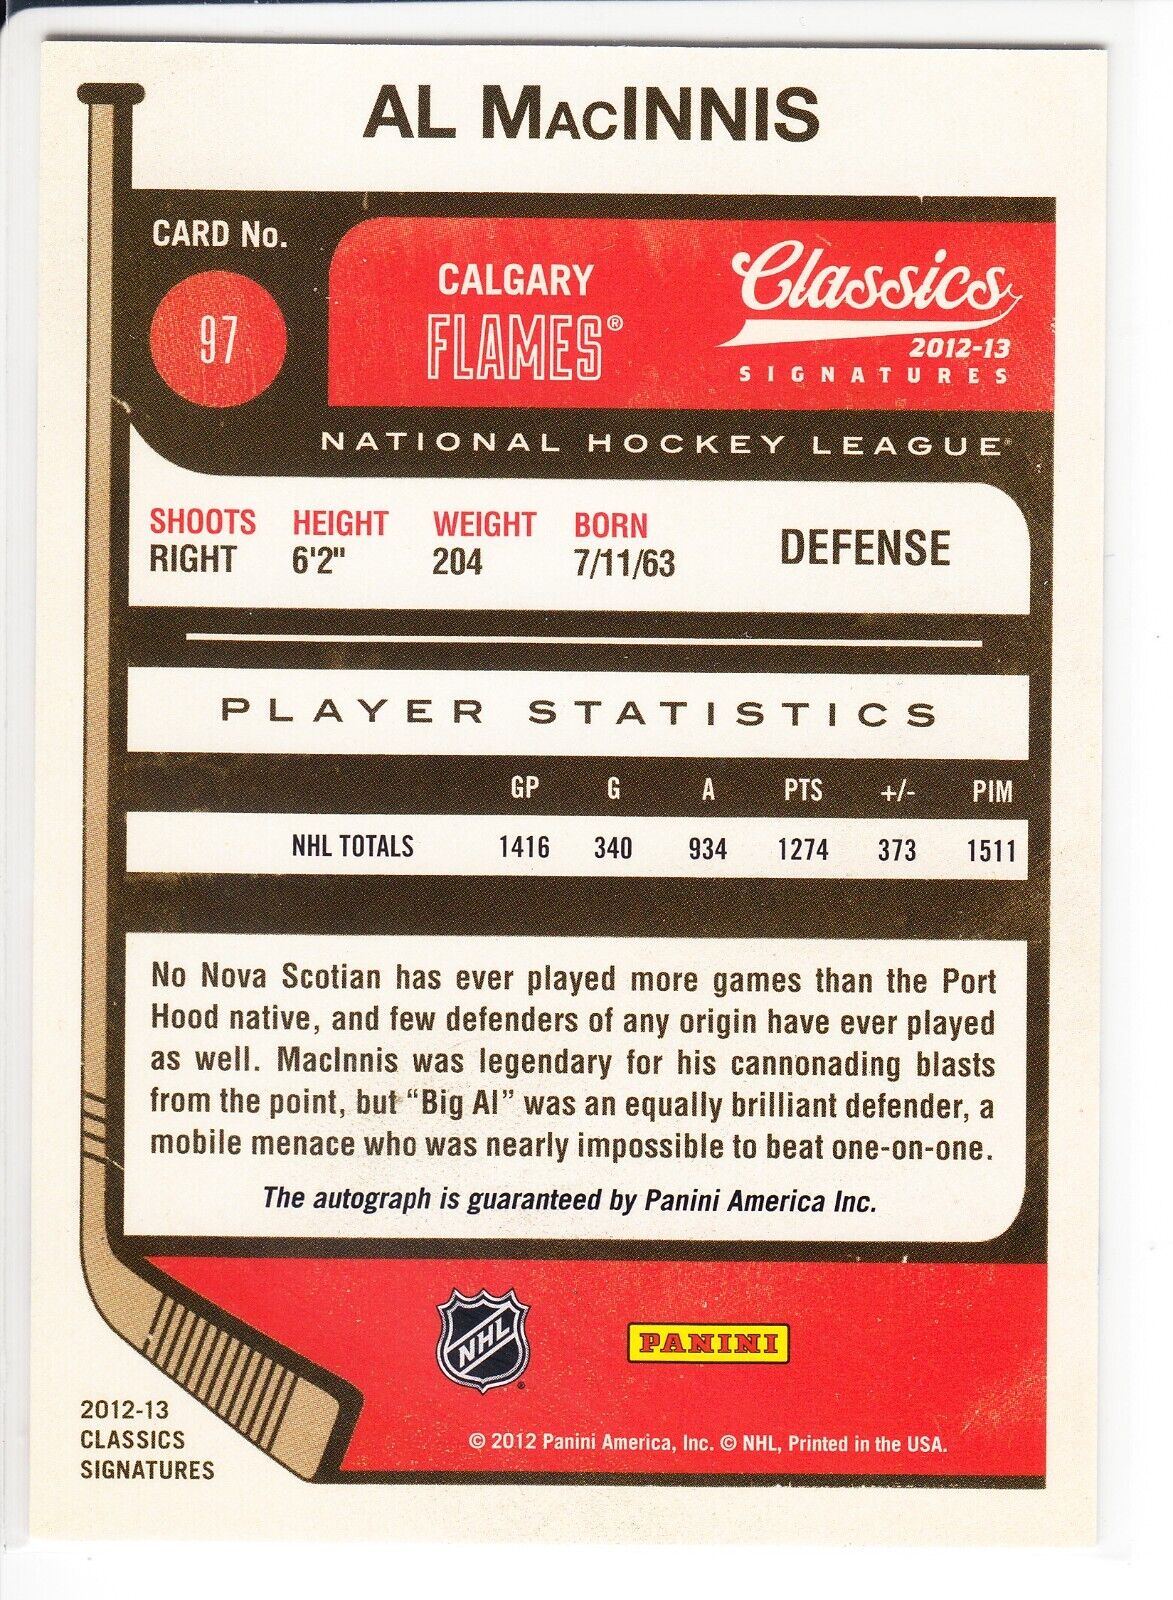 AL MacINNIS
CARD No.
97
CALGARY
FLAMES®
Classics
2012-13
SIGNATURES
NATIONAL HOCKEY LEAGUE®
SHOOTS HEIGHT WEIGHT BORN
RIGHT 6'2" 204 7/11/63
DEFENSE
PLAYER STATISTICS
GP G A PTS +/- PIM
NHL TOTALS 1416 340 934 1274 373 1511
No Nova Scotian has ever played more games than the Port
Hood native, and few defenders of any origin have ever played
as well. MacInnis was legendary for his cannonading blasts
from the point, but “Big Al” was an equally brilliant defender, a
mobile menace who was nearly impossible to beat one-on-one.
The autograph is guaranteed by Panini America Inc.
NHL®
PANINI
2012-13
CLASSICS
SIGNATURES
© 2012 Panini America, Inc. © NHL, Printed in the USA.